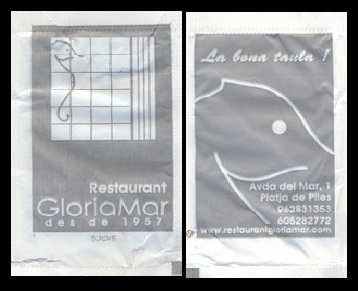 Restaurant
GloriaMar
des de 1957
SUCRE
La bona taula !
Avda del Mar, 1
Platja de Piles
962831353
605282772
www.restaurantgloriamar.com